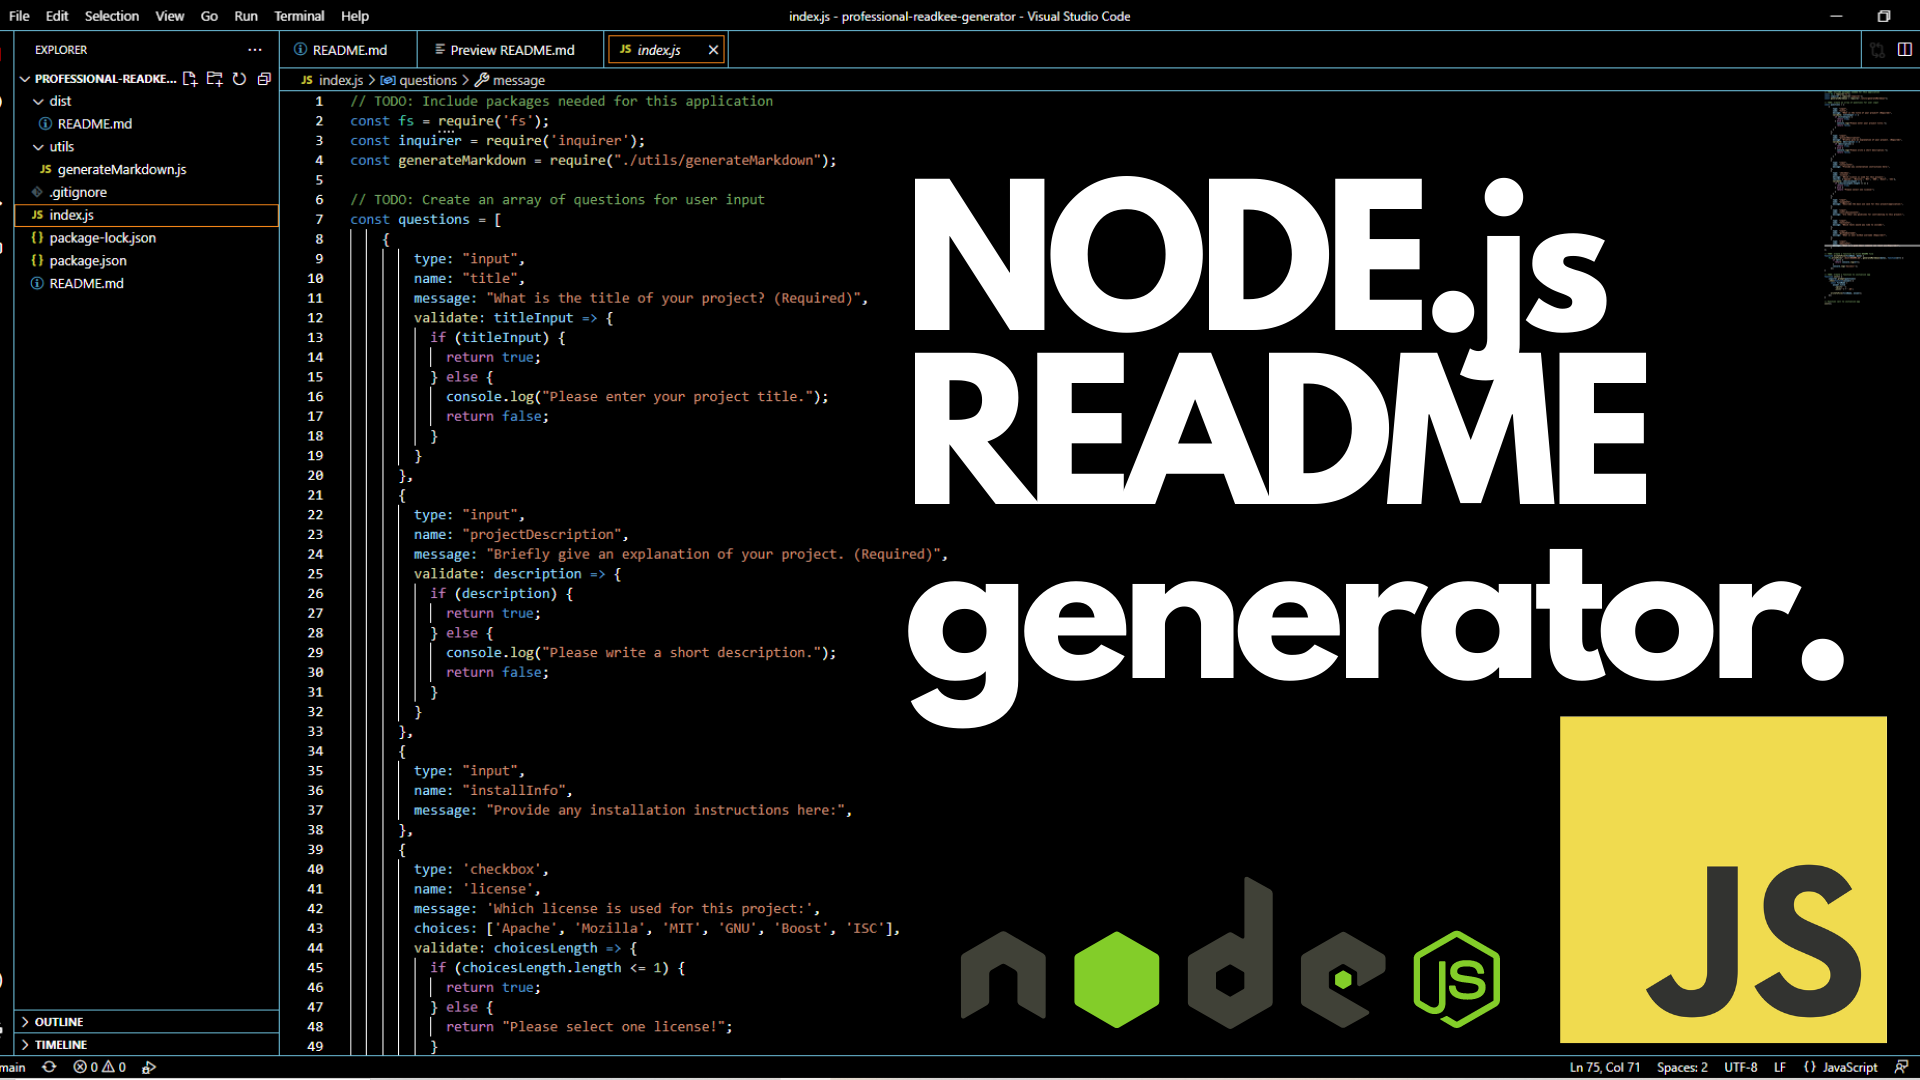 File Edit Selection View Go Run Terminal Help
index.js - professional-readkee-generator - Visual Studio Code
EXPLORER
README.md
Preview README.md
JS index.js
PROFESSIONAL-READKE...
JS index.js > questions > message
dist
README.md
utils
JS generateMarkdown.js
.gitignore
JS index.js
{} package-lock.json
{} package.json
README.md
OUTLINE
TIMELINE
1 // TODO: Include packages needed for this application
2 const fs = require('fs');
3 const inquirer = require('inquirer');
4 const generateMarkdown = require("./utils/generateMarkdown");
5
6 // TODO: Create an array of questions for user input
7 const questions = [
8 {
9 type: "input",
10 name: "title",
11 message: "What is the title of your project? (Required)",
12 validate: titleInput => {
13 if (titleInput) {
14 return true;
15 } else {
16 console.log("Please enter your project title.");
17 return false;
18 }
19 }
20 },
21 {
22 type: "input",
23 name: "projectDescription",
24 message: "Briefly give an explanation of your project. (Required)",
25 validate: description => {
26 if (description) {
27 return true;
28 } else {
29 console.log("Please write a short description.");
30 return false;
31 }
32 }
33 },
34 {
35 type: "input",
36 name: "installInfo",
37 message: "Provide any installation instructions here:",
38 },
39 {
40 type: 'checkbox',
41 name: 'license',
42 message: 'Which license is used for this project:',
43 choices: ['Apache', 'Mozilla', 'MIT', 'GNU', 'Boost', 'ISC'],
44 validate: choicesLength => {
45 if (choicesLength.length <= 1) {
46 return true;
47 } else {
48 return "Please select one license!";
49 }
NODE.js
README
generator.
node JS
JS
main 0 0
Ln 75, Col 71 Spaces: 2 UTF-8 LF {} JavaScript